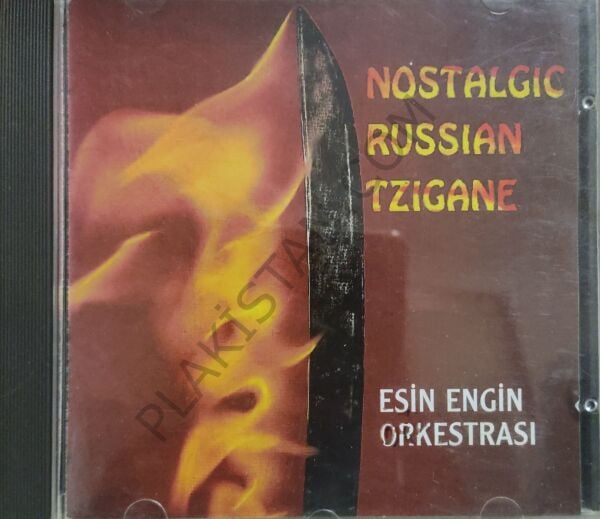 NOSTALGIC
RUSSIAN
TZIGANE
ESİN ENGİN
ORKESTRASI
PLAKİSTAN.COM